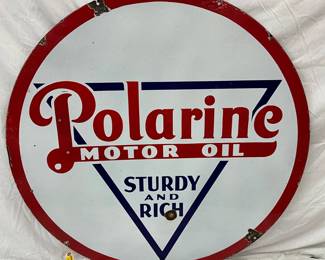 Polarine
MOTOR OIL
STURDY
AND
RICH